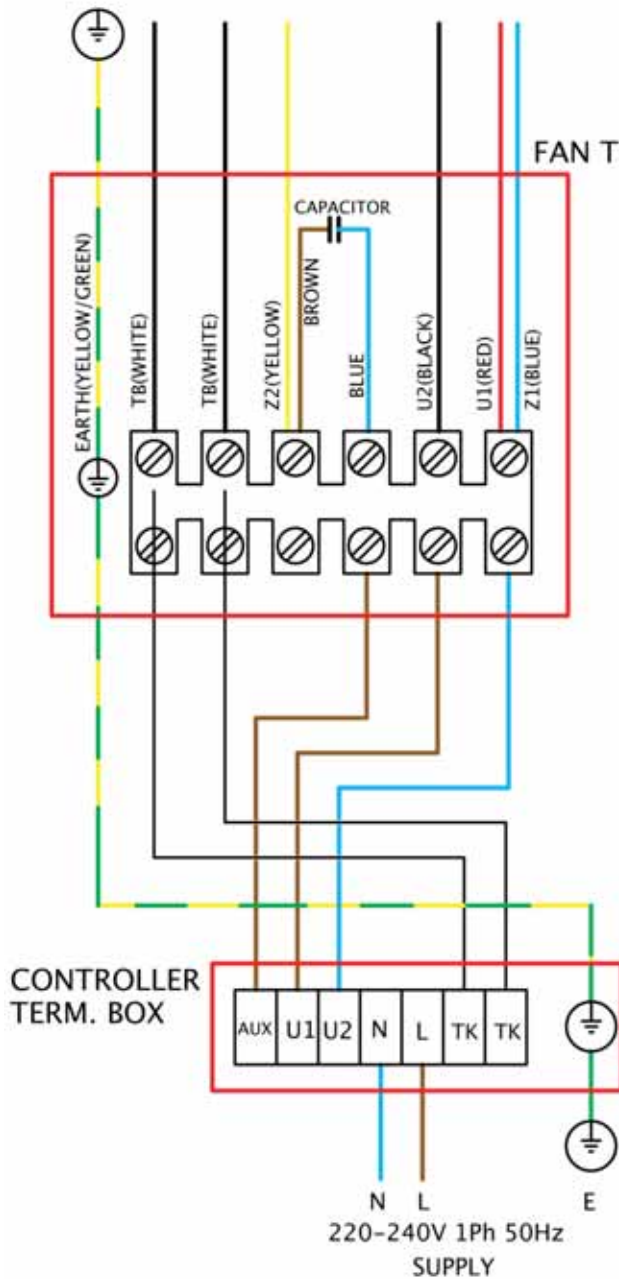 FAN T
CAPACITOR
EARTH(YELLOW/GREEN)
TB(WHITE)
TB(WHITE)
Z2(YELLOW)
BROWN
BLUE
U2(BLACK)
U1(RED)
Z1(BLUE)
CONTROLLER
TERM. BOX
AUX U1 U2 N L TK TK
N L E
220-240V 1Ph 50Hz
SUPPLY